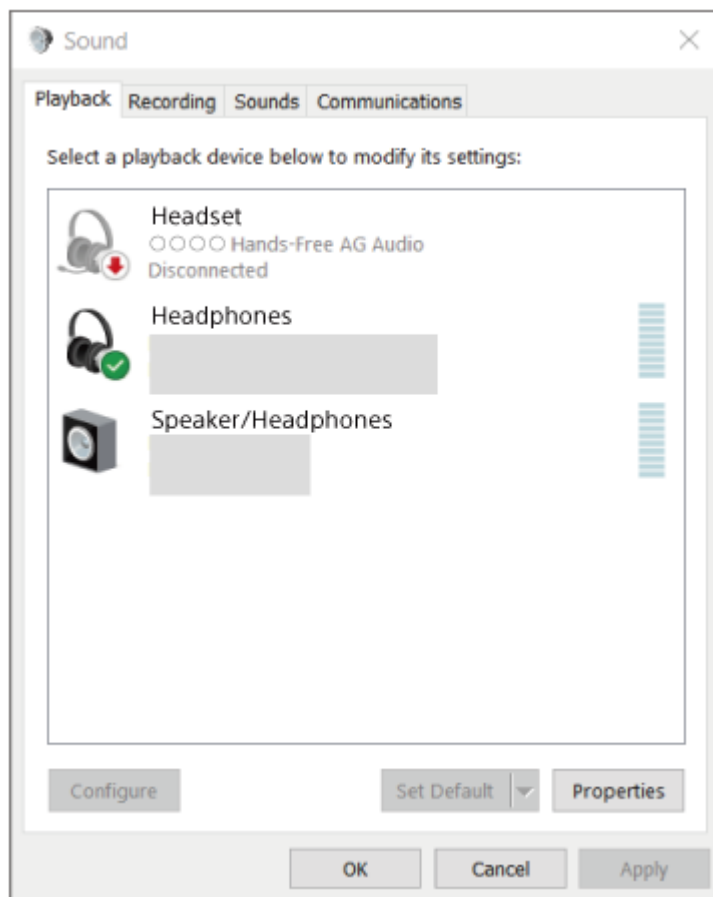 Sound
Playback Recording Sounds Communications
Select a playback device below to modify its settings:
Headset
○○○○ Hands-Free AG Audio
Disconnected
Headphones
Speaker/Headphones
Configure Set Default Properties
OK Cancel Apply